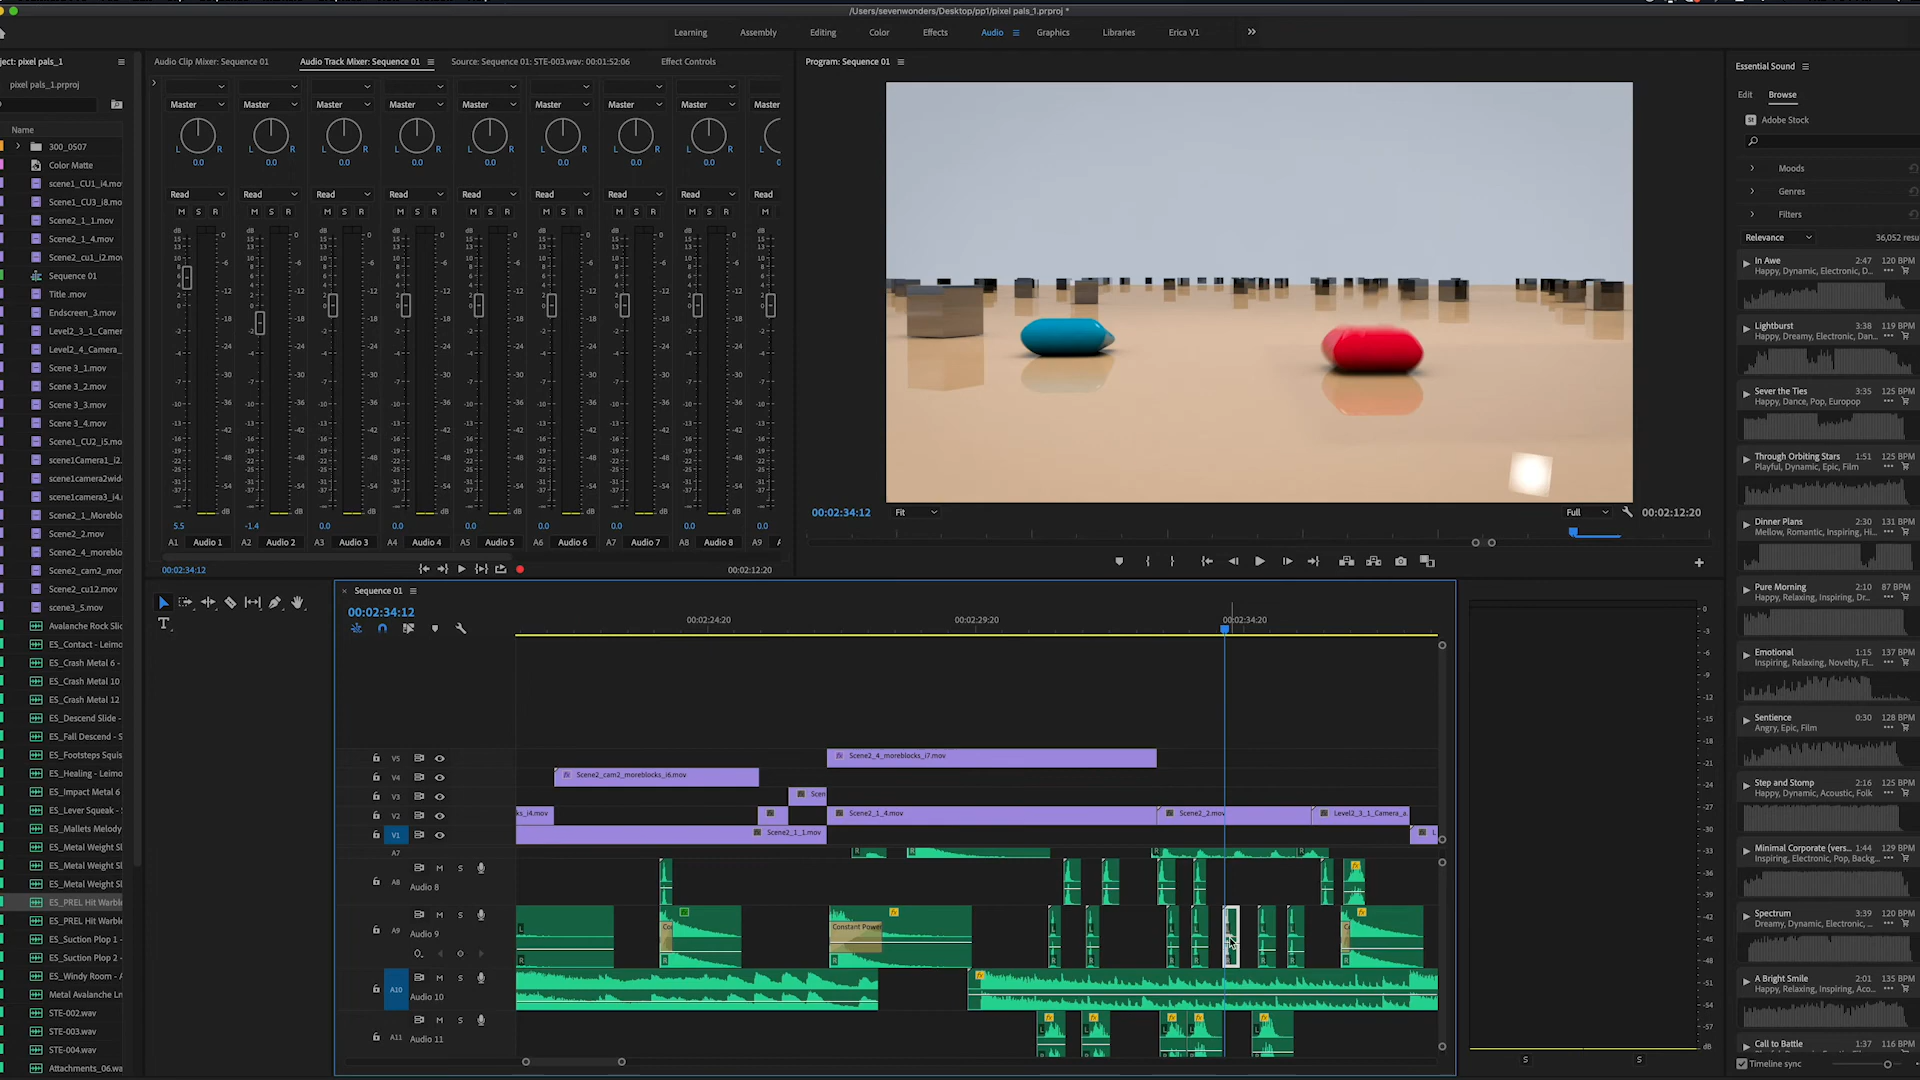 /Users/sevenwonders/Desktop/pp1/pixel pals_1.prproj *
Learning Assembly Editing Color Effects Audio Graphics Libraries Erica V1
ject: pixel pals_1
pixel pals_1.prproj
Name
300_0507
Color Matte
scene1_CU1_i4.mov
Scene1_CU3_i8.mo
Scene2_1_1.mov
Scene2_1_4.mov
Scene2_cu1_i2.mov
Sequence 01
Title .mov
Endscreen_3.mov
Level2_3_1_Camera
Level2_4_Camera_
Scene 3_1.mov
Scene 3_2.mov
Scene 3_3.mov
Scene 3_4.mov
Scene1_CU2_i5.mo
scene1Camera1_i2.
scene1camera2wide
scene1camera3_i4.
Scene2_1_Moreblo
Scene2_2.mov
Scene2_4_moreblo
Scene2_cam2_mor
Scene2_cu12.mov
scene3_5.mov
Avalanche Rock Slid
ES_Contact - Leimo
ES_Crash Metal 6 -
ES_Crash Metal 10
ES_Crash Metal 12
ES_Descend Slide -
ES_Fall Descend - S
ES_Footsteps Squis
ES_Healing - Leimo
ES_Impact Metal 6
ES_Lever Squeak -
ES_Mallets Melody
ES_Metal Weight Sl
ES_Metal Weight Sl
ES_Metal Weight Sl
ES_PREL Hit Warble
ES_PREL Hit Warble
ES_Suction Plop 1 -
ES_Suction Plop 2 -
ES_Windy Room - A
Metal Avalanche Ln
STE-002.wav
STE-003.wav
STE-004.wav
Attachments_06.wa
Audio Clip Mixer: Sequence 01 Audio Track Mixer: Sequence 01 Source: Sequence 01: STE-003.wav: 00:01:52:06 Effect Controls
Master Master Master Master Master Master Master Master Master
L R L R L R L R L R L R L R L R L
0.0 0.0 0.0 0.0 0.0 0.0 0.0 0.0
Read Read Read Read Read Read Read Read Read
M S R M S R M S R M S R M S R M S R M S R M S R M
5.5 -1.4 0.0 0.0 0.0 0.0 0.0 0.0 0.0
A1 Audio 1 A2 Audio 2 A3 Audio 3 A4 Audio 4 A5 Audio 5 A6 Audio 6 A7 Audio 7 A8 Audio 8 A9 A
00:02:34:12 00:02:12:20
Program: Sequence 01
00:02:34:12 Fit Full 00:02:12:20
Sequence 01
00:02:34:12
00:02:24:20 00:02:29:20 00:02:34:20
V5 Scene2_4_moreblocks_i7.mov
V4 Scene2_cam2_moreblocks_i6.mov
V3 Scen
V2 ks_i4.mov Scene2_1_4.mov Scene2_2.mov Level2_3_1_Camera_a.
V1 Scene2_1_1.mov L
A7
A8 M S Audio 8
A9 M S Audio 9 Constant Power
A10 M S Audio 10
A11 M S Audio 11
Essential Sound
Edit Browse
St Adobe Stock
Moods
Genres
Filters
Relevance 36,052 resu
In Awe 2:47 120 BPM
Happy, Dynamic, Electronic, D...
Lightburst 3:38 119 BPM
Happy, Dreamy, Electronic, Dan...
Sever the Ties 3:35 125 BPM
Happy, Dance, Pop, Europop
Through Orbiting Stars 1:51 125 BPM
Playful, Dynamic, Epic, Film
Dinner Plans 2:30 131 BPM
Mellow, Romantic, Inspiring, Hi...
Pure Morning 2:10 87 BPM
Happy, Relaxing, Inspiring, Dr...
Emotional 1:15 137 BPM
Inspiring, Relaxing, Novelty, Fi...
Sentience 0:30 128 BPM
Angry, Epic, Film
Step and Stomp 2:16 125 BPM
Happy, Dynamic, Acoustic, Folk
Minimal Corporate (vers... 1:44 129 BPM
Inspiring, Electronic, Pop, Backg...
Spectrum 3:39 120 BPM
Dreamy, Dynamic, Electronic, ...
A Bright Smile 2:01 135 BPM
Happy, Relaxing, Inspiring, Aco...
Call to Battle 1:37 116 BPM
Timeline sync